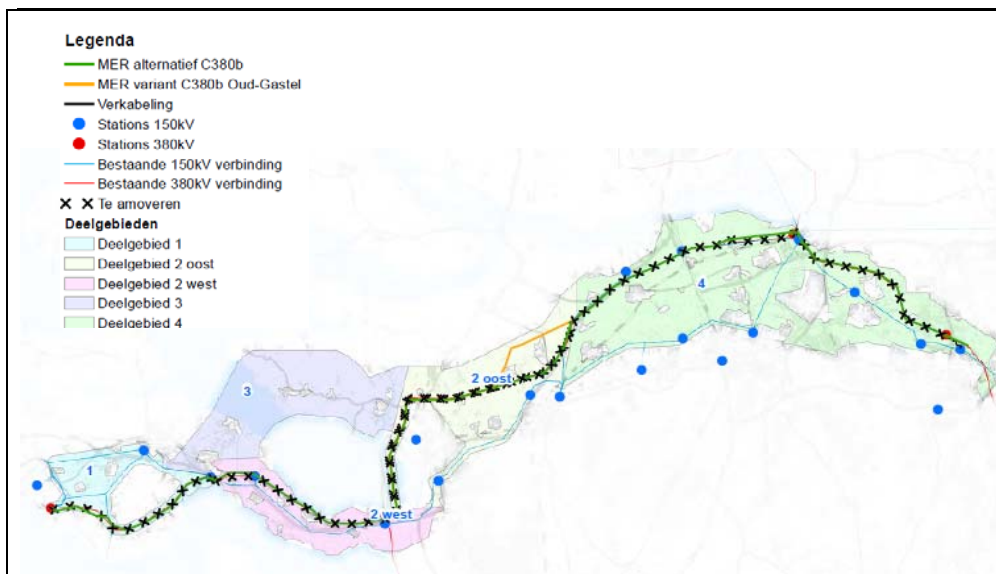 Legenda
MER alternatief C380b
MER variant C380b Oud-Gastel
Verkabeling
Stations 150kV
Stations 380kV
Bestaande 150kV verbinding
Bestaande 380kV verbinding
Te amoveren
Deelgebieden
Deelgebied 1
Deelgebied 2 oost
Deelgebied 2 west
Deelgebied 3
Deelgebied 4
4
2 oost
3
1
2 west